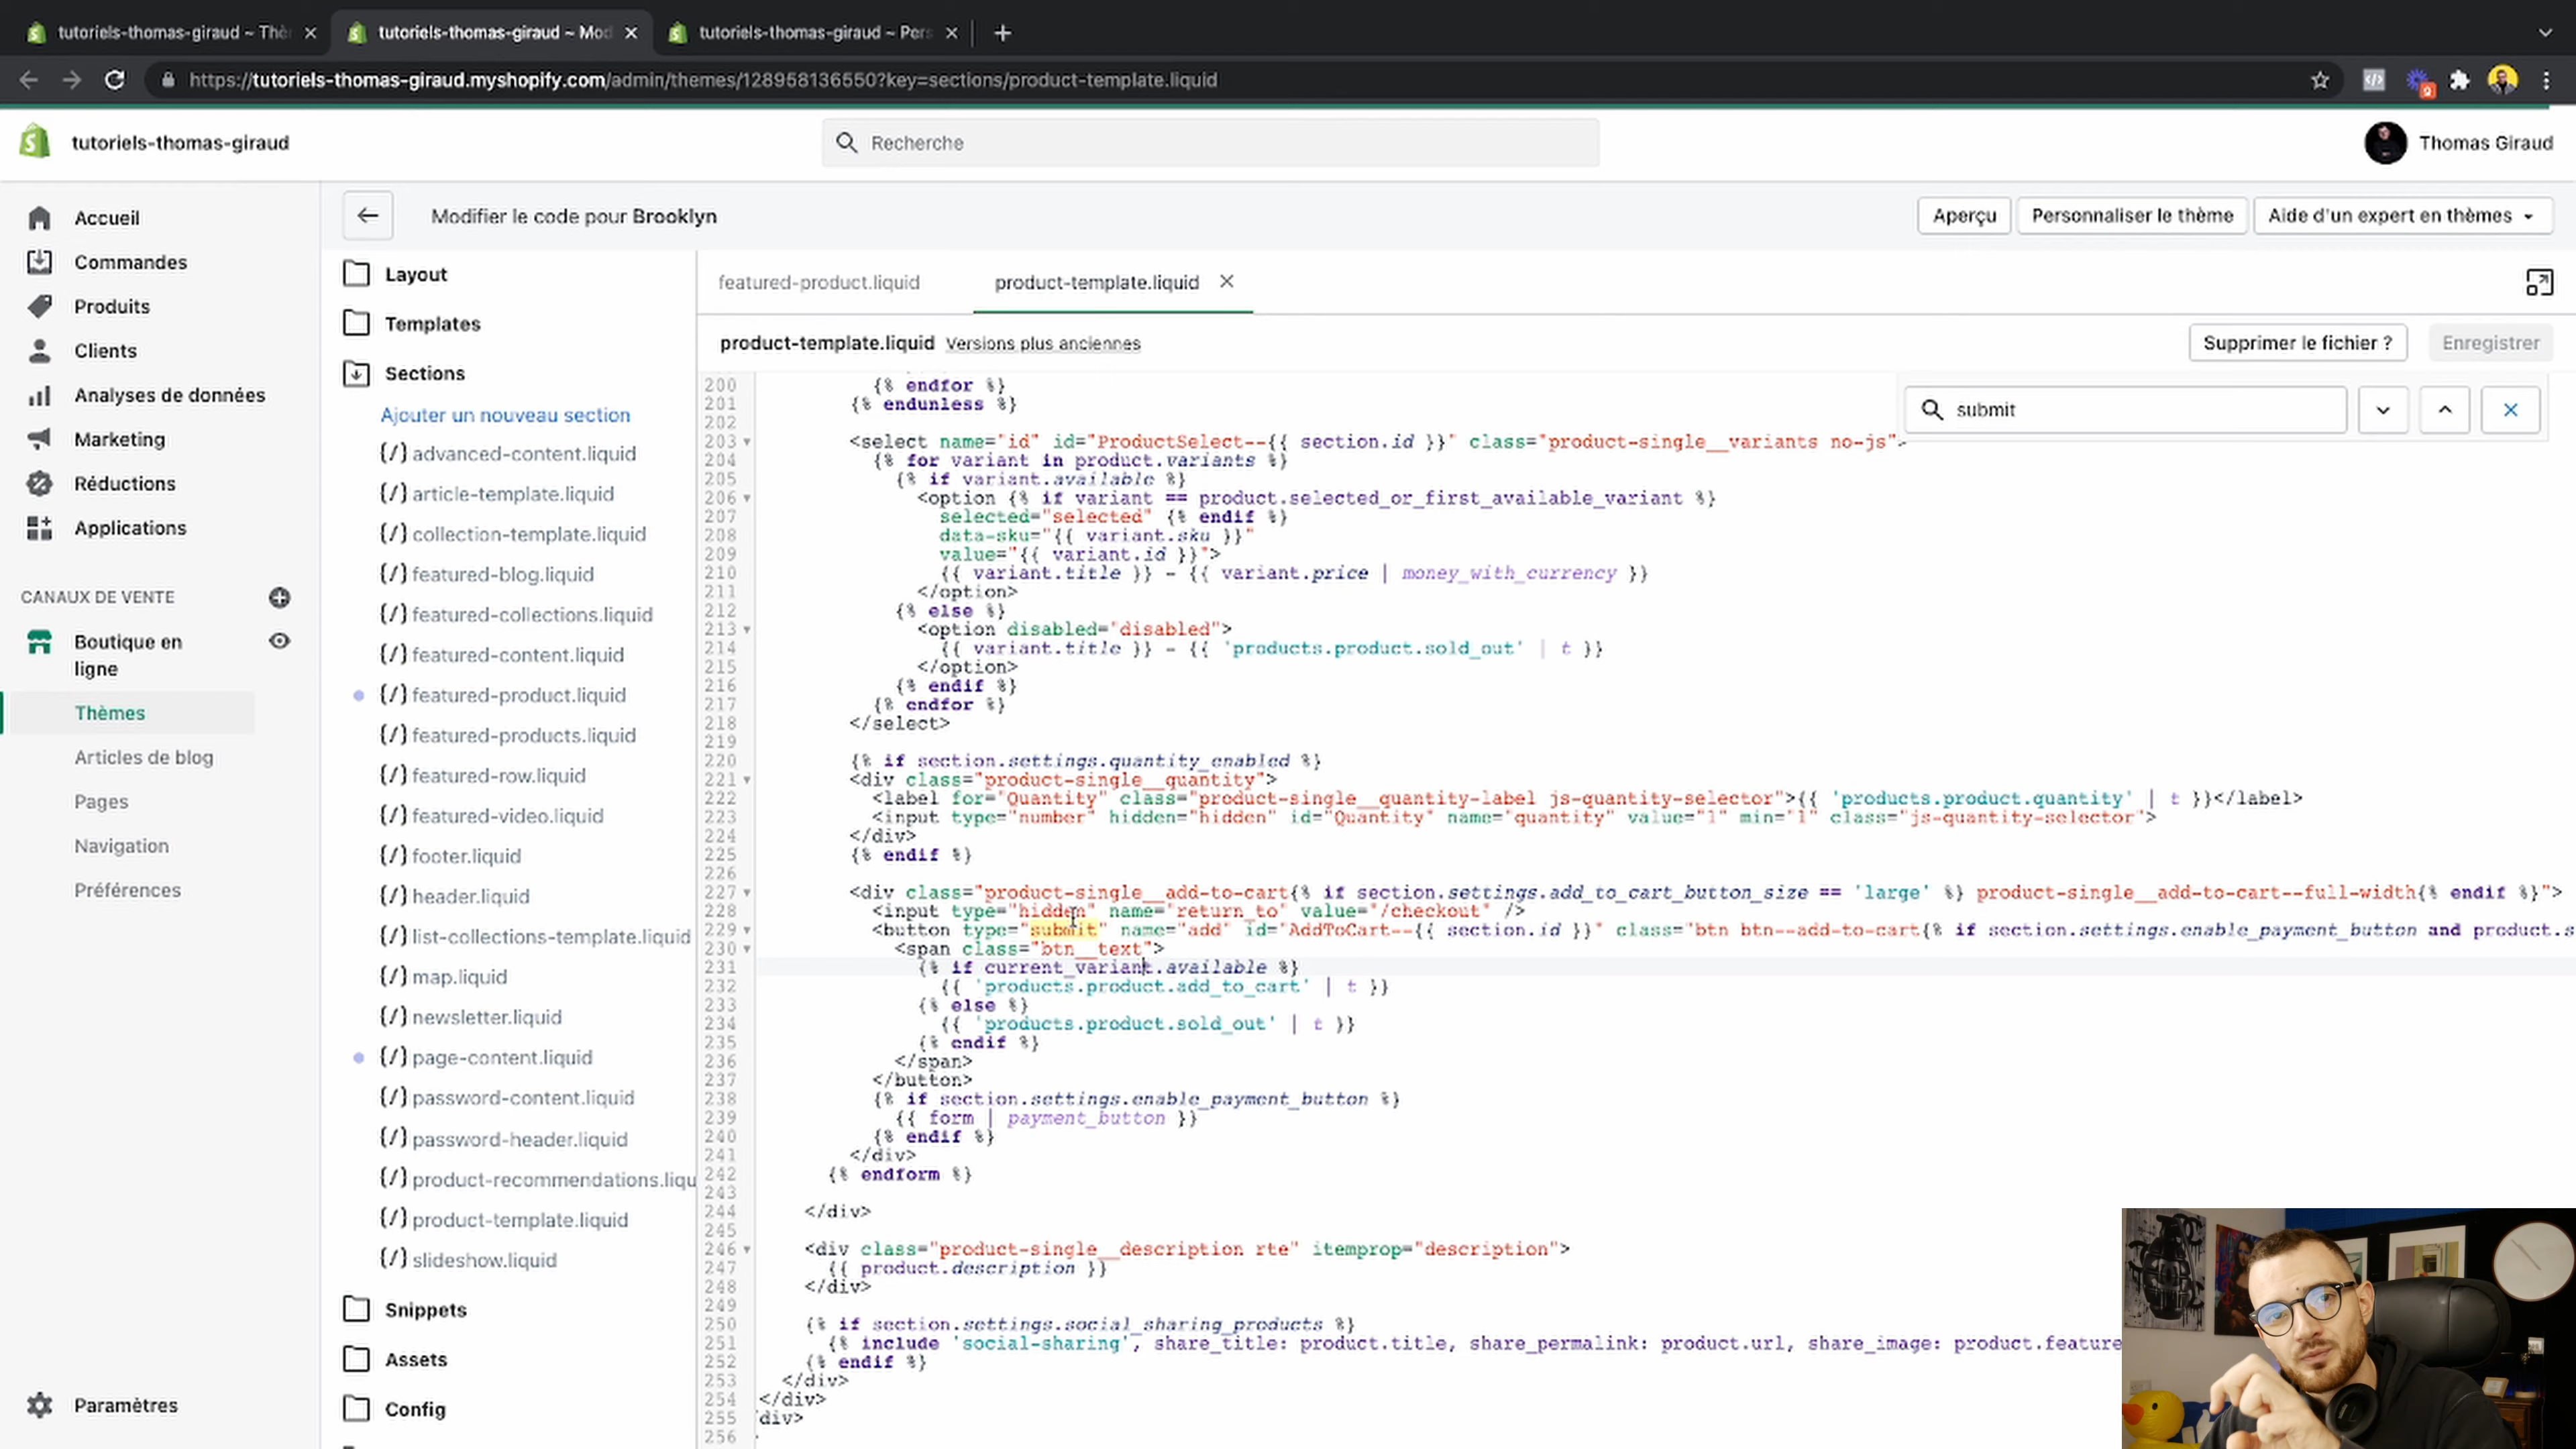 tutoriels-thomas-giraud ~ Thè
tutoriels-thomas-giraud ~ Mod
tutoriels-thomas-giraud ~ Pers
https://tutoriels-thomas-giraud.myshopify.com/admin/themes/128958136550?key=sections/product-template.liquid
tutoriels-thomas-giraud
Recherche
Thomas Giraud
Accueil
Commandes
Produits
Clients
Analyses de données
Marketing
Réductions
Applications
CANAUX DE VENTE
Boutique en
ligne
Thèmes
Articles de blog
Pages
Navigation
Préférences
Paramètres
Modifier le code pour Brooklyn
Aperçu
Personnaliser le thème
Aide d'un expert en thèmes
Layout
Templates
Sections
Ajouter un nouveau section
{/} advanced-content.liquid
{/} article-template.liquid
{/} collection-template.liquid
{/} featured-blog.liquid
{/} featured-collections.liquid
{/} featured-content.liquid
{/} featured-product.liquid
{/} featured-products.liquid
{/} featured-row.liquid
{/} featured-video.liquid
{/} footer.liquid
{/} header.liquid
{/} list-collections-template.liquid
{/} map.liquid
{/} newsletter.liquid
{/} page-content.liquid
{/} password-content.liquid
{/} password-header.liquid
{/} product-recommendations.liqu
{/} product-template.liquid
{/} slideshow.liquid
Snippets
Assets
Config
featured-product.liquid
product-template.liquid
product-template.liquid Versions plus anciennes
Supprimer le fichier ?
Enregistrer
submit
200 {% endfor %}
201 {% endunless %}
202
203 <select name="id" id="ProductSelect--{{ section.id }}" class="product-single__variants no-js">
204 {% for variant in product.variants %}
205 {% if variant.available %}
206 <option {% if variant == product.selected_or_first_available_variant %}
207 selected="selected" {% endif %}
208 data-sku="{{ variant.sku }}"
209 value="{{ variant.id }}">
210 {{ variant.title }} - {{ variant.price | money_with_currency }}
211 </option>
212 {% else %}
213 <option disabled="disabled">
214 {{ variant.title }} - {{ 'products.product.sold_out' | t }}
215 </option>
216 {% endif %}
217 {% endfor %}
218 </select>
219
220 {% if section.settings.quantity_enabled %}
221 <div class="product-single__quantity">
222 <label for="Quantity" class="product-single__quantity-label js-quantity-selector">{{ 'products.product.quantity' | t }}</label>
223 <input type="number" hidden="hidden" id="Quantity" name="quantity" value="1" min="1" class="js-quantity-selector">
224 </div>
225 {% endif %}
226
227 <div class="product-single__add-to-cart{% if section.settings.add_to_cart_button_size == 'large' %} product-single__add-to-cart--full-width{% endif %}">
228 <input type="hidden" name="return_to" value="/checkout" />
229 <button type="submit" name="add" id="AddToCart--{{ section.id }}" class="btn btn--add-to-cart{% if section.settings.enable_payment_button and product.s
230 <span class="btn__text">
231 {% if current_variant.available %}
232 {{ 'products.product.add_to_cart' | t }}
233 {% else %}
234 {{ 'products.product.sold_out' | t }}
235 {% endif %}
236 </span>
237 </button>
238 {% if section.settings.enable_payment_button %}
239 {{ form | payment_button }}
240 {% endif %}
241 </div>
242 {% endform %}
243
244 </div>
245
246 <div class="product-single__description rte" itemprop="description">
247 {{ product.description }}
248 </div>
249
250 {% if section.settings.social_sharing_products %}
251 {% include 'social-sharing', share_title: product.title, share_permalink: product.url, share_image: product.feature
252 {% endif %}
253 </div>
254 </div>
255 div>
256